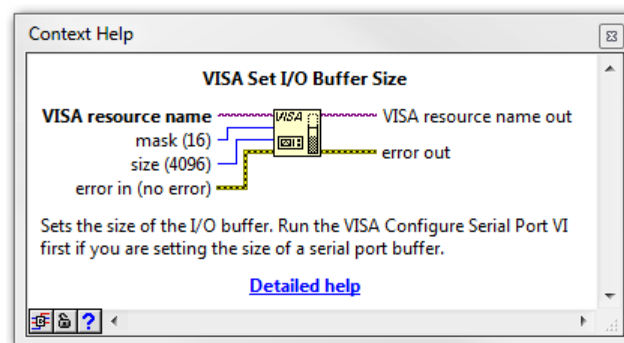 Context Help
VISA Set I/O Buffer Size
VISA resource name
VISA
VISA resource name out
mask (16)
size (4096)
error out
error in (no error)
Sets the size of the I/O buffer. Run the VISA Configure Serial Port VI
first if you are setting the size of a serial port buffer.
Detailed help
?